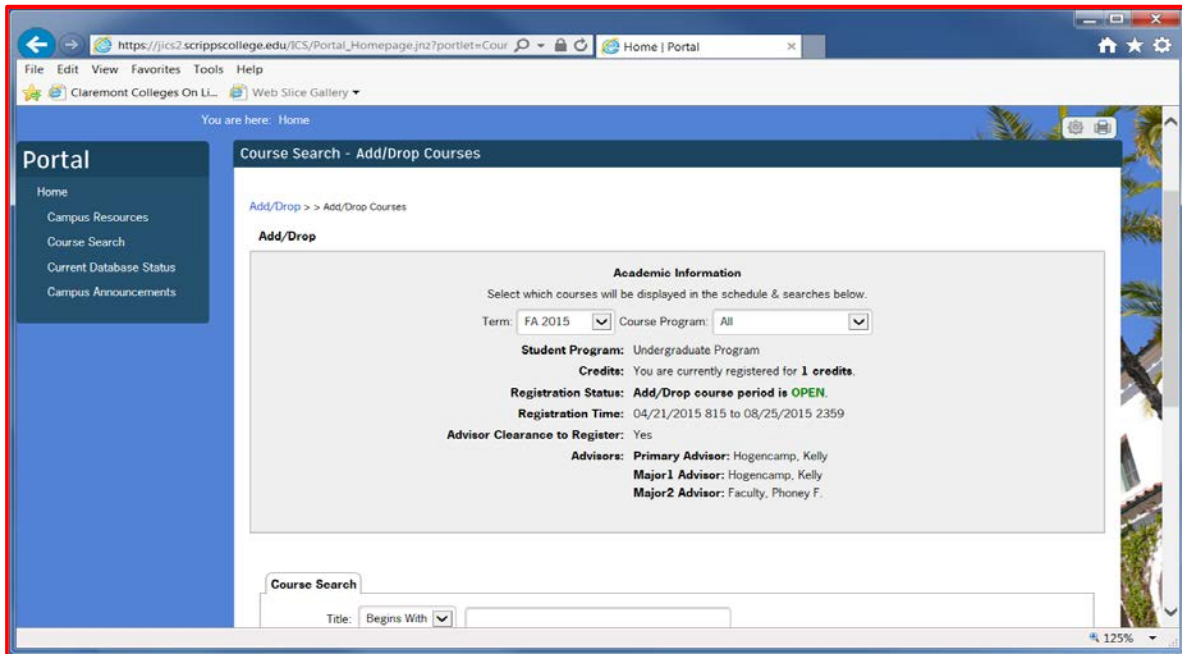 https://jics2.scrippscollege.edu/ICS/Portal_Homepage.jnz?portlet=Cour
Home | Portal
File Edit View Favorites Tools Help
Claremont Colleges On Li...
Web Slice Gallery
You are here: Home
Portal
Home
Campus Resources
Course Search
Current Database Status
Campus Announcements
Course Search - Add/Drop Courses
Add/Drop > > Add/Drop Courses
Add/Drop
Academic Information
Select which courses will be displayed in the schedule & searches below.
Term: FA 2015 Course Program: All
Student Program: Undergraduate Program
Credits: You are currently registered for 1 credits.
Registration Status: Add/Drop course period is OPEN.
Registration Time: 04/21/2015 815 to 08/25/2015 2359
Advisor Clearance to Register: Yes
Advisors: Primary Advisor: Hogencamp, Kelly
Major1 Advisor: Hogencamp, Kelly
Major2 Advisor: Faculty, Phoney F.
Course Search
Title: Begins With
125%